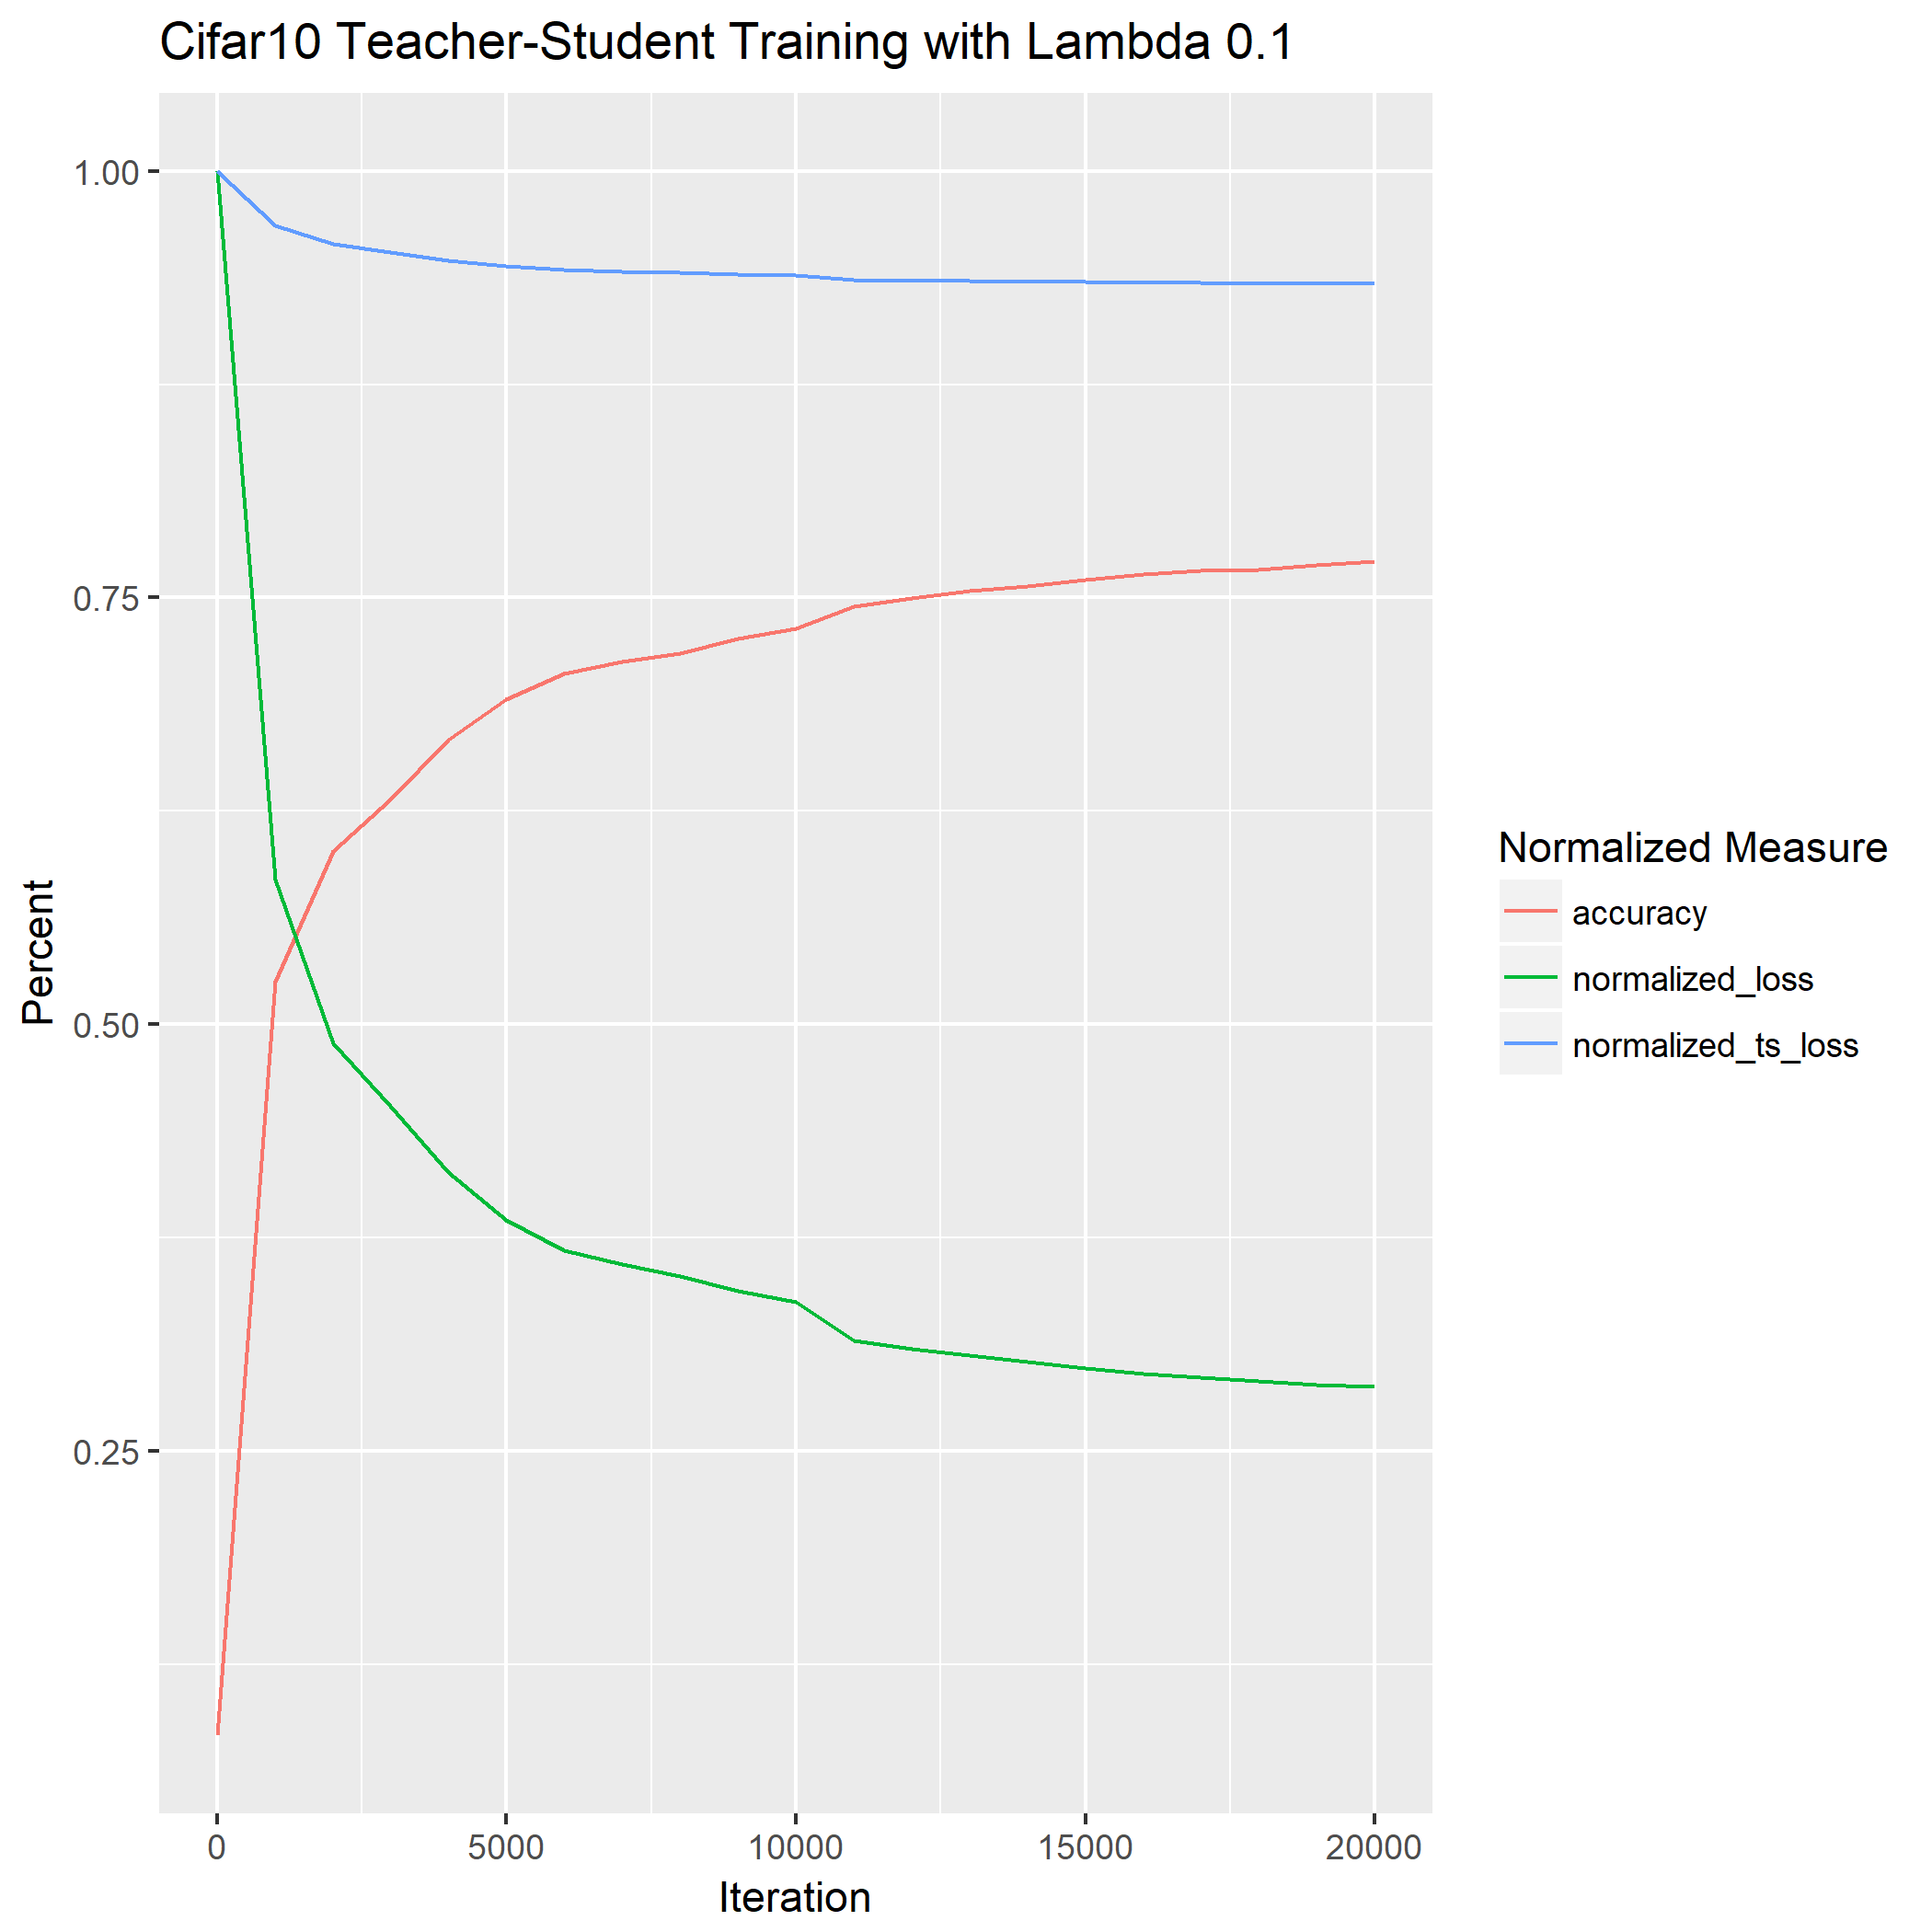 Cifar10 Teacher-Student Training with Lambda 0.1
1.00
0.75
0.50
0.25
Percent
0
5000
10000
15000
20000
Iteration
Normalized Measure
accuracy
normalized_loss
normalized_ts_loss